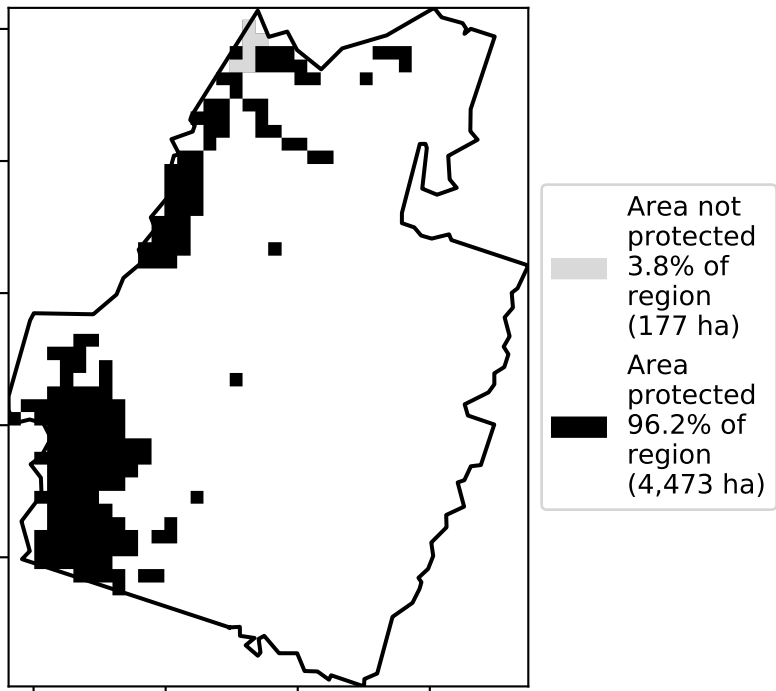 Area not
protected
3.8% of
region
(177 ha)
Area
protected
96.2% of
region
(4,473 ha)